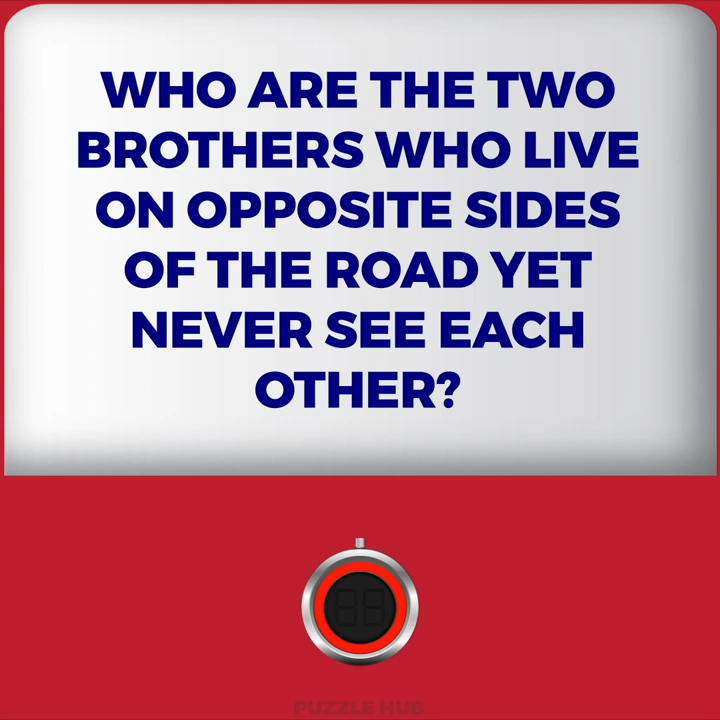 WHO ARE THE TWO
BROTHERS WHO LIVE
ON OPPOSITE SIDES
OF THE ROAD YET
NEVER SEE EACH
OTHER?
PUZZLE HUB